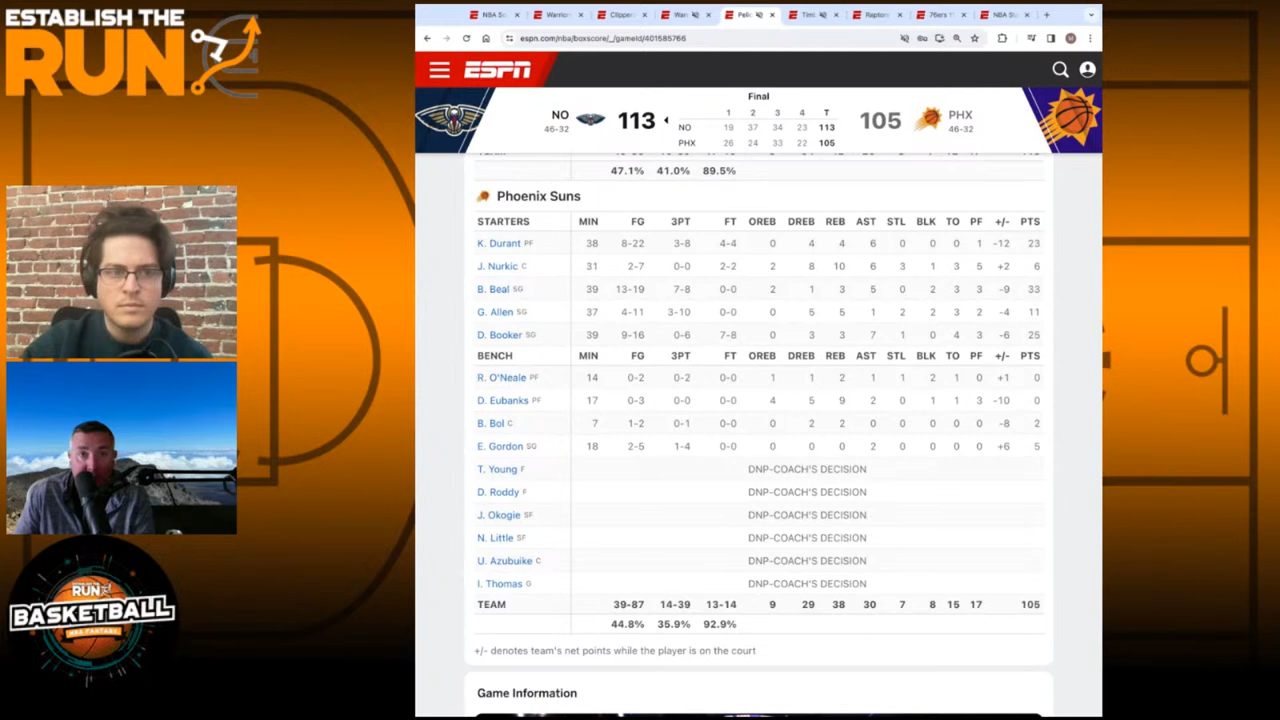 ESTABLISH THE
RUN
NBA St
Warrior
Clipper
War
Peli
Timb
Raptors
76ers
NBA St
espn.com/nba/boxscore/_/gameId/401585766
ESPN
Final
NO 113 1 2 3 4 T 105 PHX
46-32 NO 19 37 34 23 113 46-32
PHX 26 24 33 22 105
47.1% 41.0% 89.5%
Phoenix Suns
STARTERS MIN FG 3PT FT OREB DREB REB AST STL BLK TO PF +/- PTS
K. Durant PF 38 8-22 3-8 4-4 0 4 4 6 0 0 3 1 -12 23
J. Nurkic C 31 2-7 0-0 2-2 2 8 10 6 3 1 3 5 +2 6
B. Beal SG 39 13-19 7-8 0-0 2 1 3 5 0 2 3 3 -9 33
G. Allen SG 37 4-11 3-10 0-0 0 5 5 1 2 2 3 2 -4 11
D. Booker SG 39 9-16 0-6 7-8 0 3 3 7 1 0 4 3 -6 25
BENCH MIN FG 3PT FT OREB DREB REB AST STL BLK TO PF +/- PTS
R. O'Neale PF 14 0-2 0-2 0-0 1 1 2 1 1 2 1 0 +1 0
D. Eubanks PF 17 0-3 0-0 0-0 4 5 9 2 0 1 1 3 -10 0
B. Bol C 7 1-2 0-1 0-0 0 2 2 0 0 0 0 0 -8 2
E. Gordon SG 18 2-5 1-4 0-0 0 0 0 2 0 0 0 0 +6 5
T. Young F DNP-COACH'S DECISION
D. Roddy F DNP-COACH'S DECISION
J. Okogie SF DNP-COACH'S DECISION
N. Little SF DNP-COACH'S DECISION
U. Azubuike C DNP-COACH'S DECISION
I. Thomas G DNP-COACH'S DECISION
TEAM 39-87 14-39 13-14 9 29 38 30 7 8 15 17 105
44.8% 35.9% 92.9%
+/- denotes team's net points while the player is on the court
Game Information
RUN
BASKETBALL
NBA FANTASY